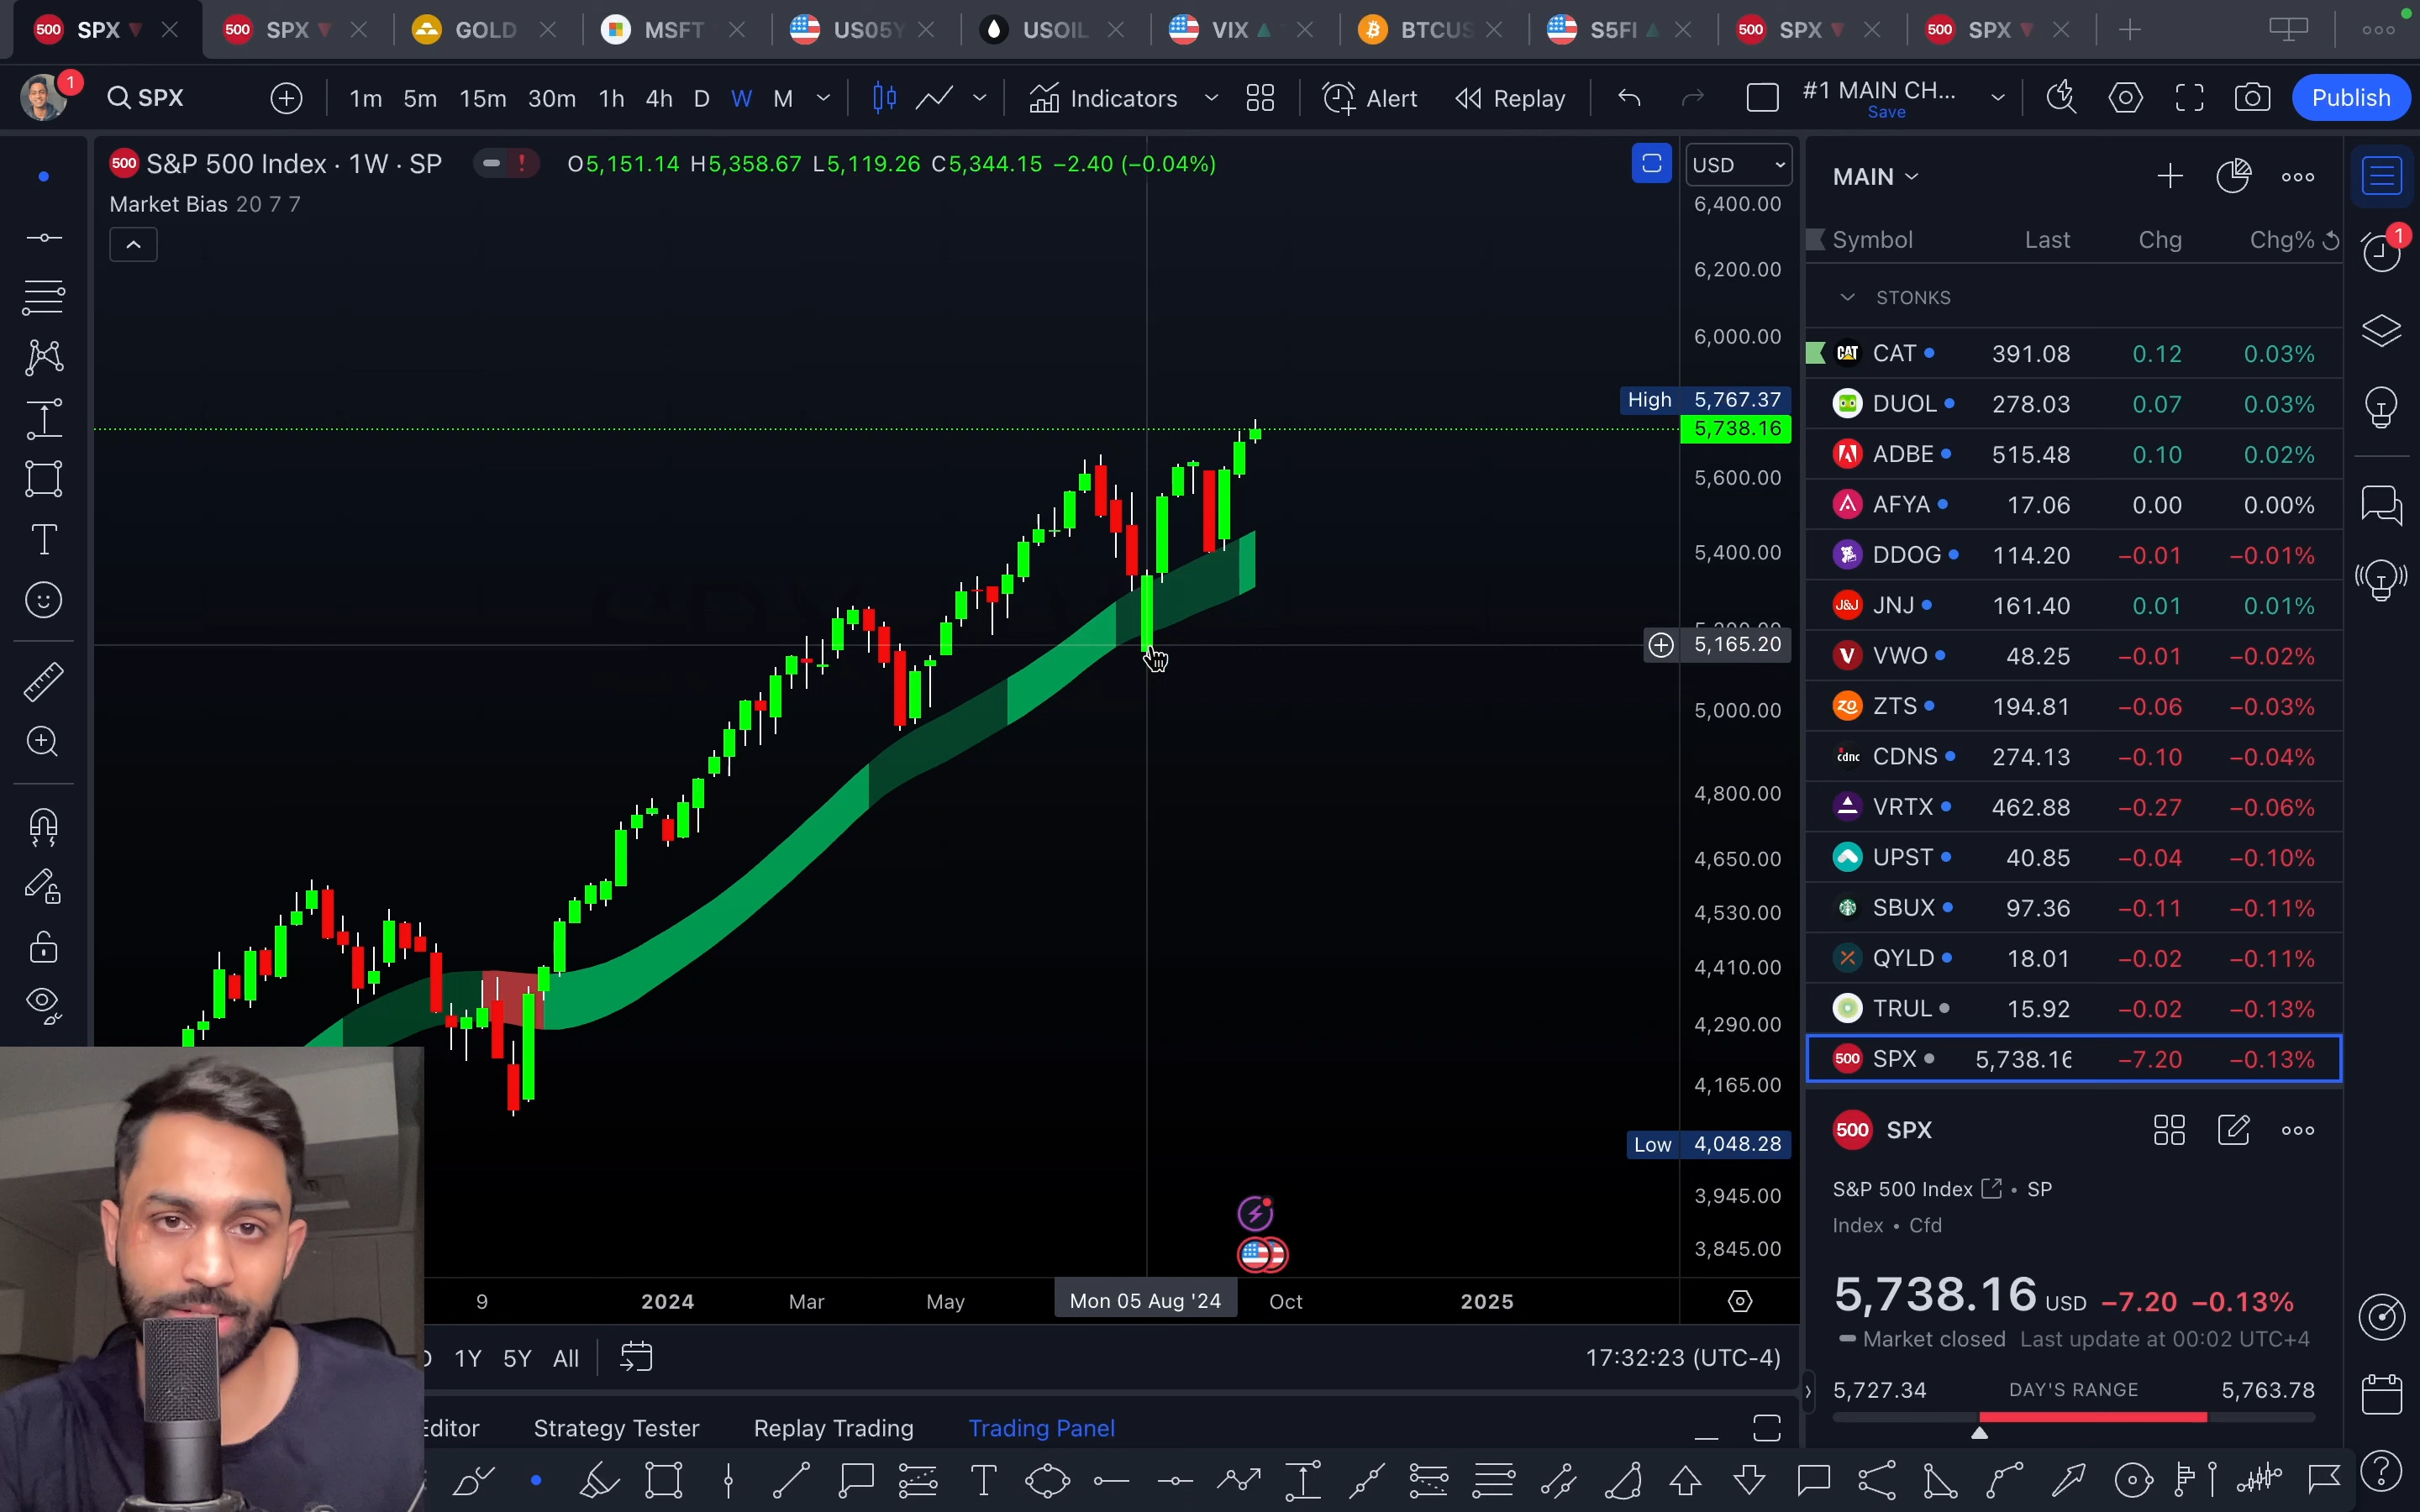 500 SPX 500 SPX GOLD MSFT US05Y USOIL VIX BTCUS S5FI 500 SPX 500 SPX
1 SPX 1m 5m 15m 30m 1h 4h D W M Indicators Alert Replay #1 MAIN CH... Save Publish
500 S&P 500 Index · 1W · SP O5,151.14 H5,358.67 L5,119.26 C5,344.15 −2.40 (−0.04%) USD
Market Bias 20 7 7
6,400.00
6,200.00
6,000.00
High 5,767.37
5,738.16
5,600.00
5,400.00
5,165.20
5,000.00
4,800.00
4,650.00
4,530.00
4,410.00
4,290.00
4,165.00
Low 4,048.28
3,945.00
3,845.00
9 2024 Mar May Mon 05 Aug '24 Oct 2025
1Y 5Y All 17:32:23 (UTC-4)
Editor Strategy Tester Replay Trading Trading Panel
MAIN
1
Symbol Last Chg Chg%
STONKS
CAT CAT 391.08 0.12 0.03%
DUOL 278.03 0.07 0.03%
ADBE 515.48 0.10 0.02%
AFYA 17.06 0.00 0.00%
DDOG 114.20 −0.01 −0.01%
J&J JNJ 161.40 0.01 0.01%
V VWO 48.25 −0.01 −0.02%
zo ZTS 194.81 −0.06 −0.03%
cdnc CDNS 274.13 −0.10 −0.04%
VRTX 462.88 −0.27 −0.06%
UPST 40.85 −0.04 −0.10%
SBUX 97.36 −0.11 −0.11%
QYLD 18.01 −0.02 −0.11%
TRUL 15.92 −0.02 −0.13%
500 SPX 5,738.16 −7.20 −0.13%
500 SPX
S&P 500 Index • SP
Index • Cfd
5,738.16 USD −7.20 −0.13%
Market closed Last update at 00:02 UTC+4
5,727.34 DAY'S RANGE 5,763.78